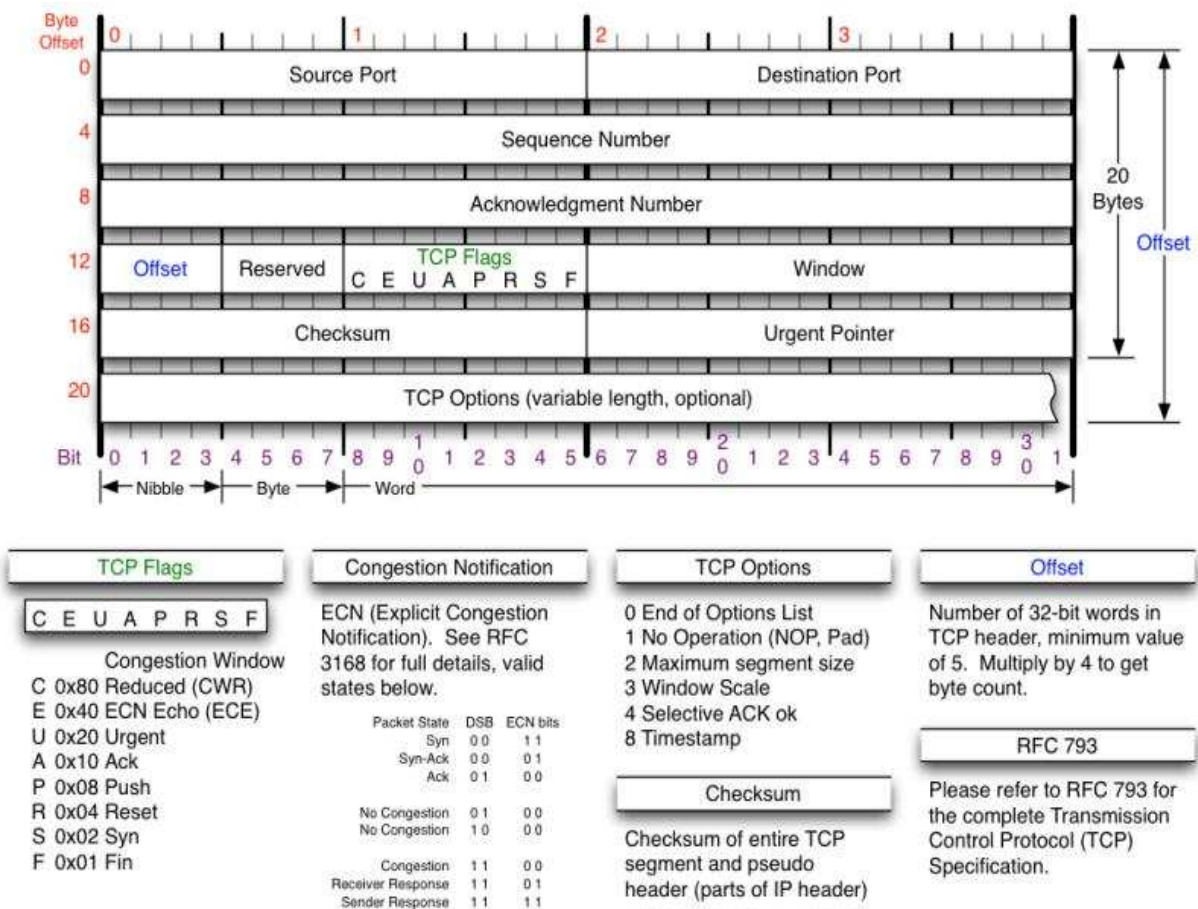 Byte
Offset
0 1 2 3
0 Source Port Destination Port
4 Sequence Number
8 Acknowledgment Number
20
Bytes
Offset
12 Offset Reserved TCP Flags Window
C E U A P R S F
16 Checksum Urgent Pointer
20 TCP Options (variable length, optional)
Bit 0 1 2 3 4 5 6 7 8 9 10 1 2 3 4 5 6 7 8 9 20 1 2 3 4 5 6 7 8 9 30 1
Nibble Byte Word
TCP Flags
C E U A P R S F
Congestion Window
C 0x80 Reduced (CWR)
E 0x40 ECN Echo (ECE)
U 0x20 Urgent
A 0x10 Ack
P 0x08 Push
R 0x04 Reset
S 0x02 Syn
F 0x01 Fin
Congestion Notification
ECN (Explicit Congestion
Notification). See RFC
3168 for full details, valid
states below.
Packet State DSB ECN bits
Syn 0 0 1 1
Syn-Ack 0 0 0 1
Ack 0 1 0 0
No Congestion 0 1 0 0
No Congestion 1 0 0 0
Congestion 1 1 0 0
Receiver Response 1 1 0 1
Sender Response 1 1 1 1
TCP Options
0 End of Options List
1 No Operation (NOP, Pad)
2 Maximum segment size
3 Window Scale
4 Selective ACK ok
8 Timestamp
Checksum
Checksum of entire TCP
segment and pseudo
header (parts of IP header)
Offset
Number of 32-bit words in
TCP header, minimum value
of 5. Multiply by 4 to get
byte count.
RFC 793
Please refer to RFC 793 for
the complete Transmission
Control Protocol (TCP)
Specification.